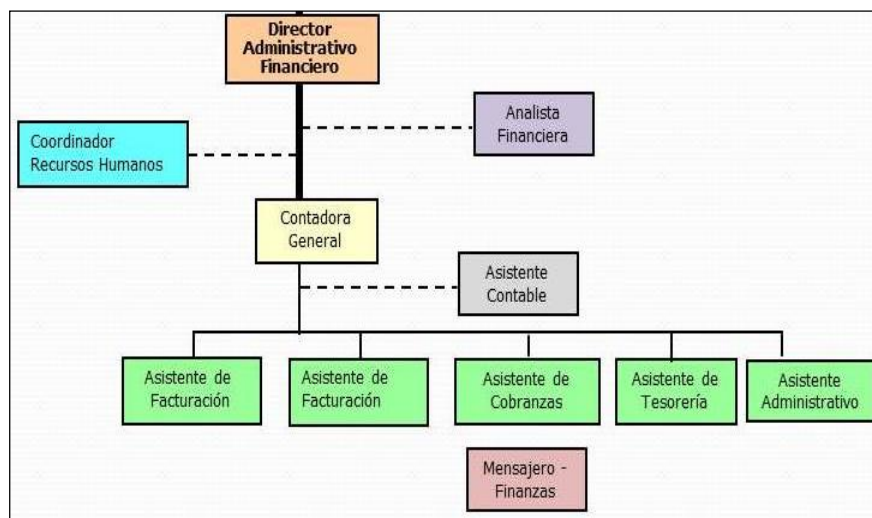 Director
Administrativo
Financiero
Analista
Financiera
Coordinador
Recursos Humanos
Contadora
General
Asistente
Contable
Asistente de
Facturación
Asistente de
Facturación
Asistente de
Cobranzas
Asistente de
Tesorería
Asistente
Administrativo
Mensajero -
Finanzas